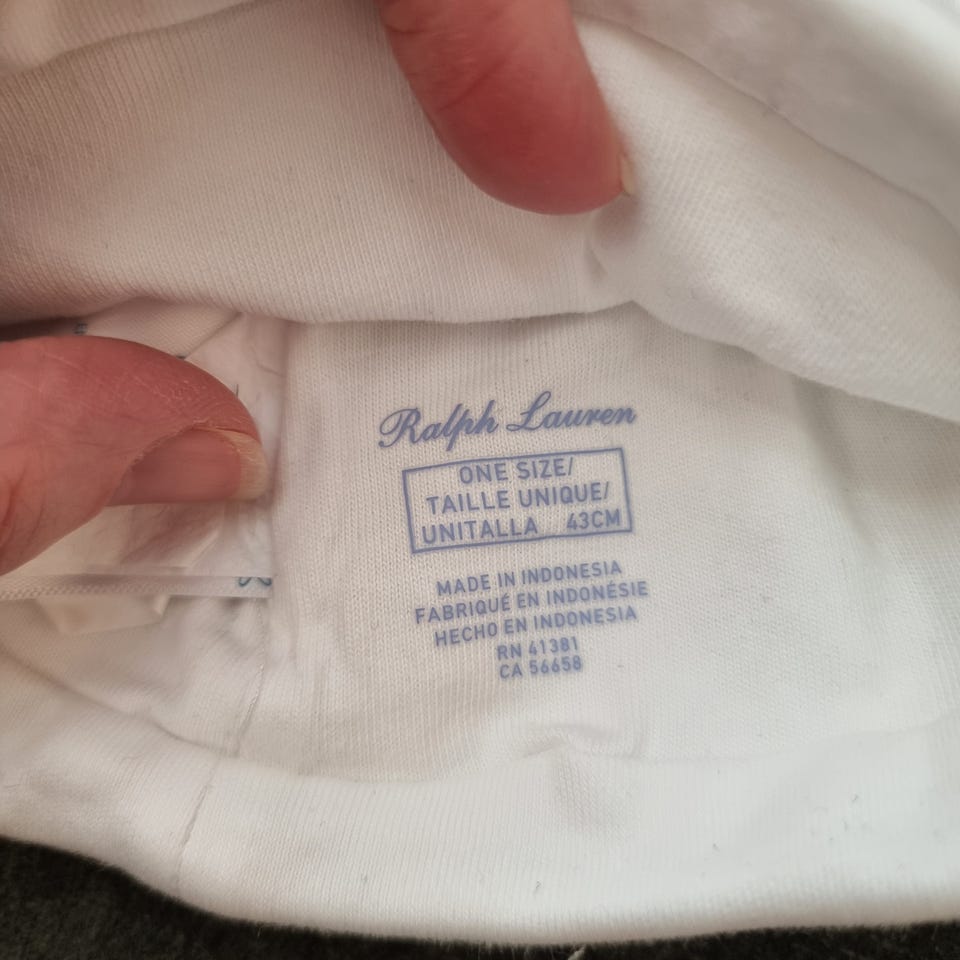 Ralph Lauren
ONE SIZE/
TAILLE UNIQUE/
UNITALLA 43CM
MADE IN INDONESIA
FABRIQUÉ EN INDONÉSIE
HECHO EN INDONESIA
RN 41381
CA 56658